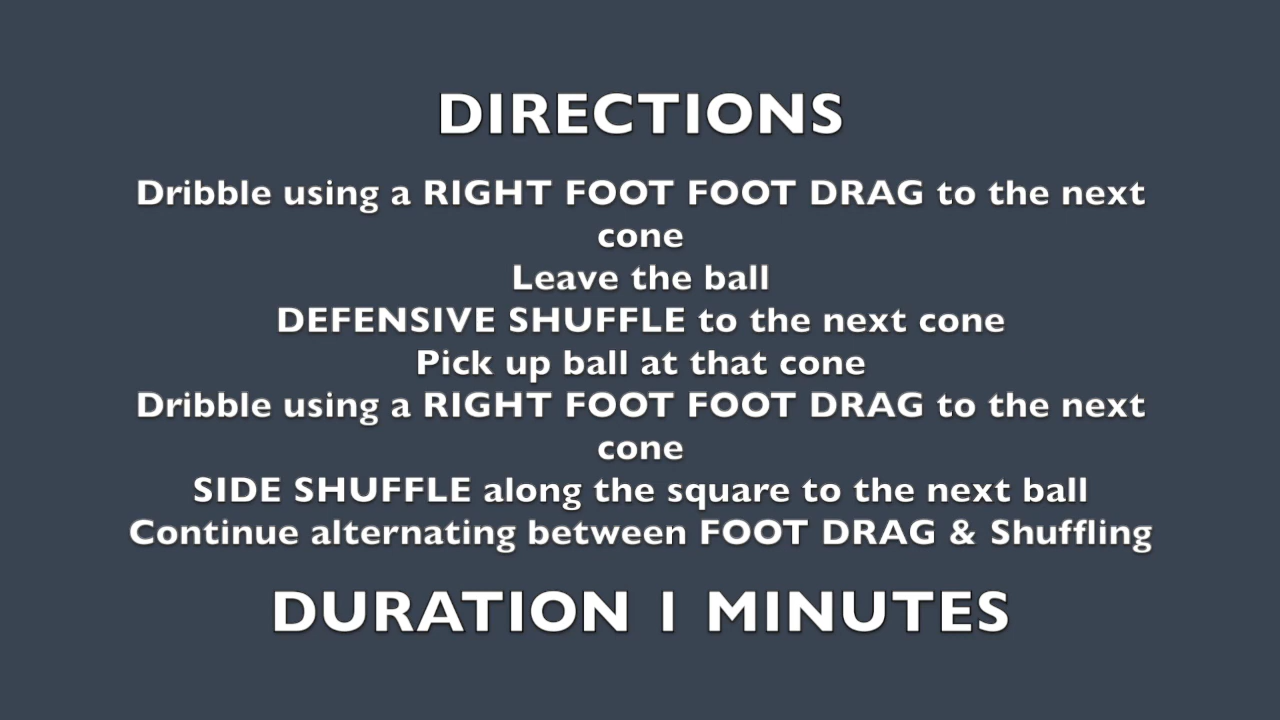 DIRECTIONS
Dribble using a RIGHT FOOT FOOT DRAG to the next
cone
Leave the ball
DEFENSIVE SHUFFLE to the next cone
Pick up ball at that cone
Dribble using a RIGHT FOOT FOOT DRAG to the next
cone
SIDE SHUFFLE along the square to the next ball
Continue alternating between FOOT DRAG & Shuffling
DURATION 1 MINUTES